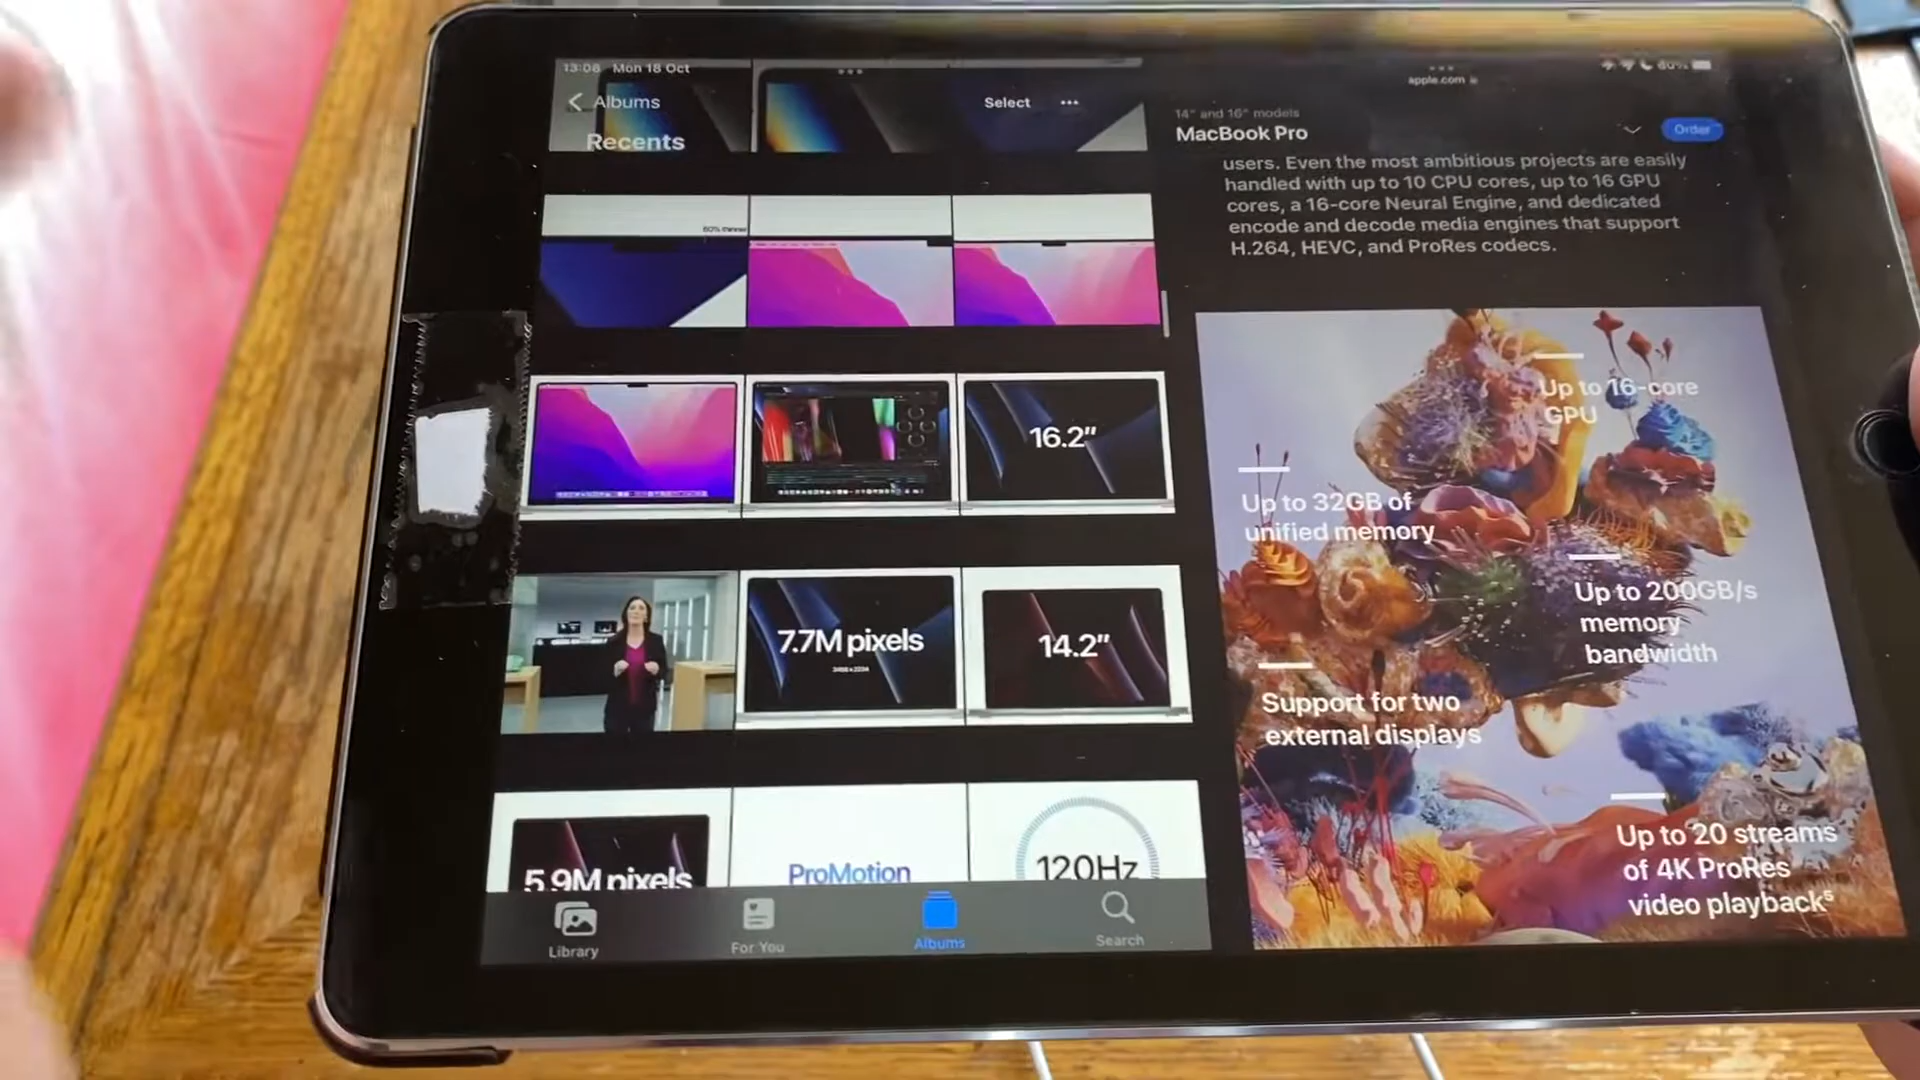 13:08 Mon 18 Oct
Albums
Select
Recents
60% thinner
16.2"
7.7M pixels
14.2"
5.9M pixels
ProMotion
120Hz
Library
For You
Albums
Search
apple.com
14" and 16" models
MacBook Pro
Order
users. Even the most ambitious projects are easily
handled with up to 10 CPU cores, up to 16 GPU
cores, a 16-core Neural Engine, and dedicated
encode and decode media engines that support
H.264, HEVC, and ProRes codecs.
Up to 16-core
GPU
Up to 32GB of
unified memory
Up to 200GB/s
memory
bandwidth
Support for two
external displays
Up to 20 streams
of 4K ProRes
video playback⁵